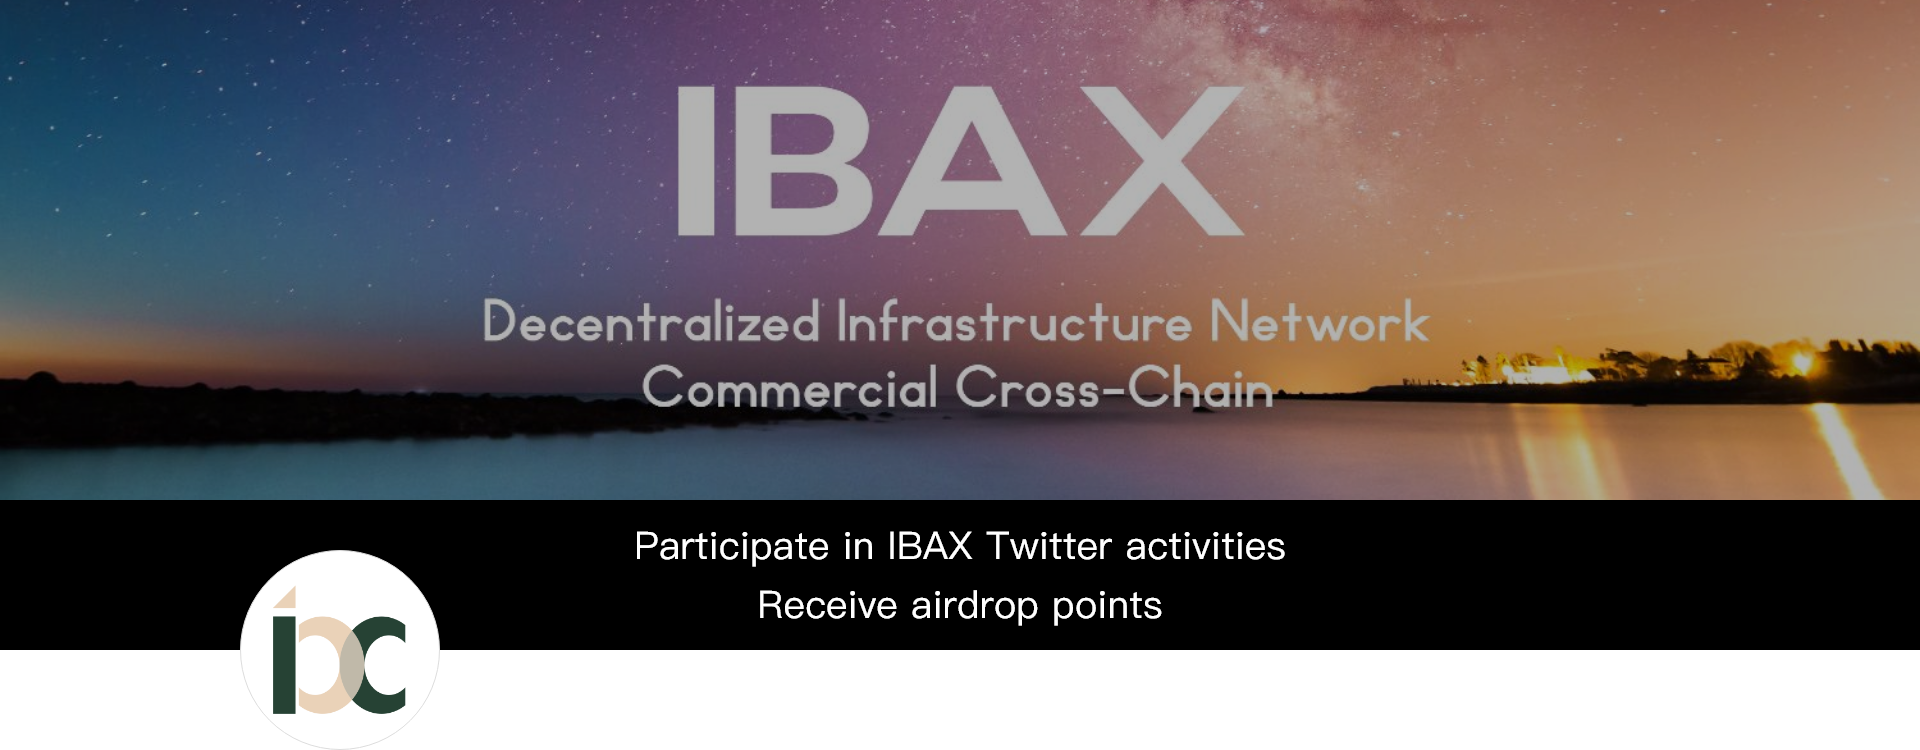 IBAX
Decentralized Infrastructure Network
Commercial Cross-Chain
Participate in IBAX Twitter activities
Receive airdrop points
ibc